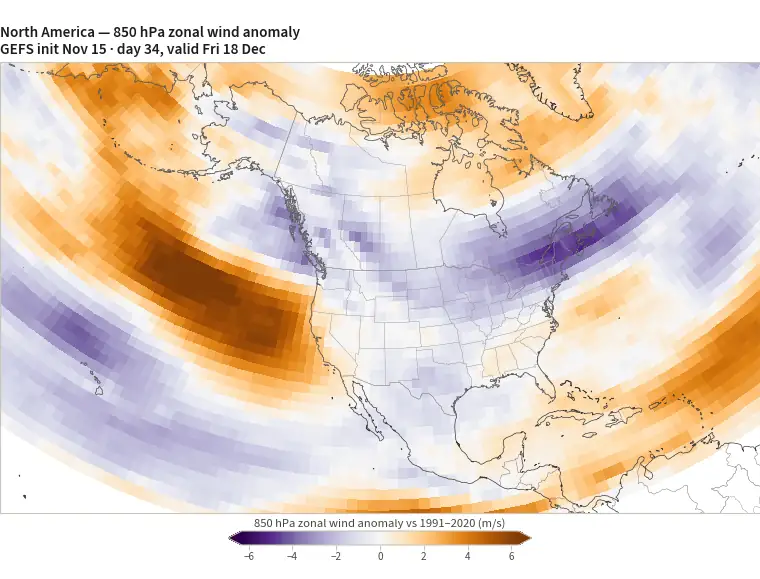 North America — 850 hPa zonal wind anomaly
GEFS init Nov 15 · day 34, valid Fri 18 Dec
850 hPa zonal wind anomaly vs 1991–2020 (m/s)
−6 −4 −2 0 2 4 6